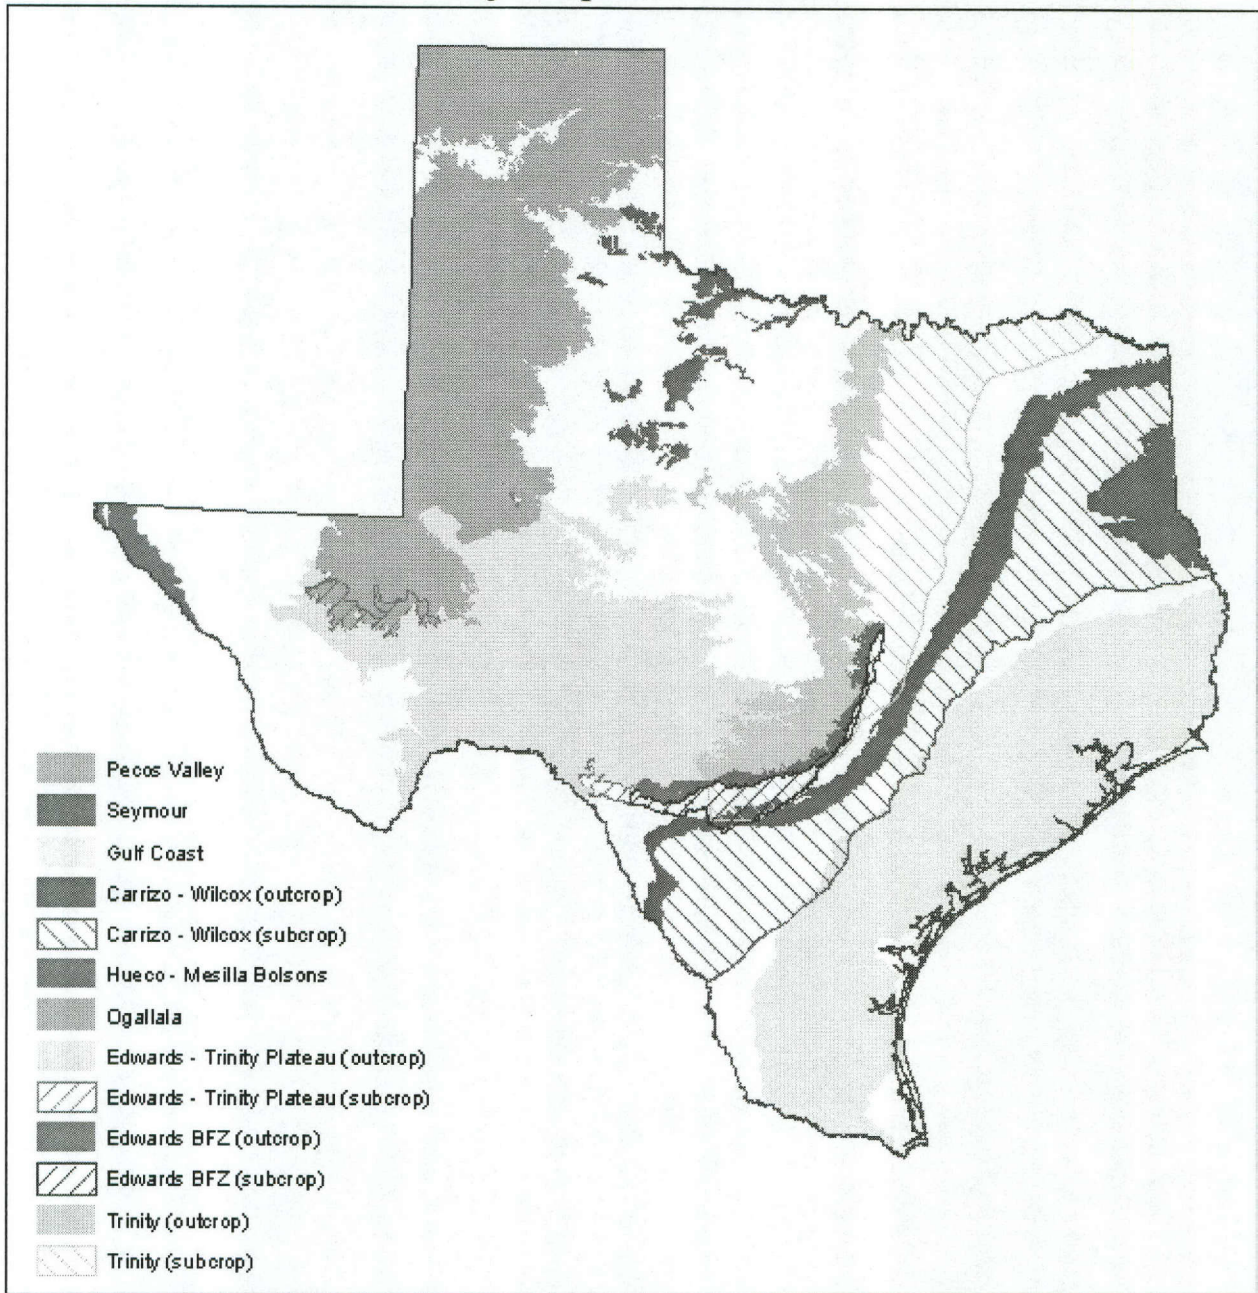 Pecos Valley
Seymour
Gulf Coast
Carrizo - Wilcox (outcrop)
Carrizo - Wilcox (subcrop)
Hueco - Mesilla Bolsons
Ogallala
Edwards - Trinity Plateau (outcrop)
Edwards - Trinity Plateau (subcrop)
Edwards BFZ (outcrop)
Edwards BFZ (subcrop)
Trinity (outcrop)
Trinity (subcrop)